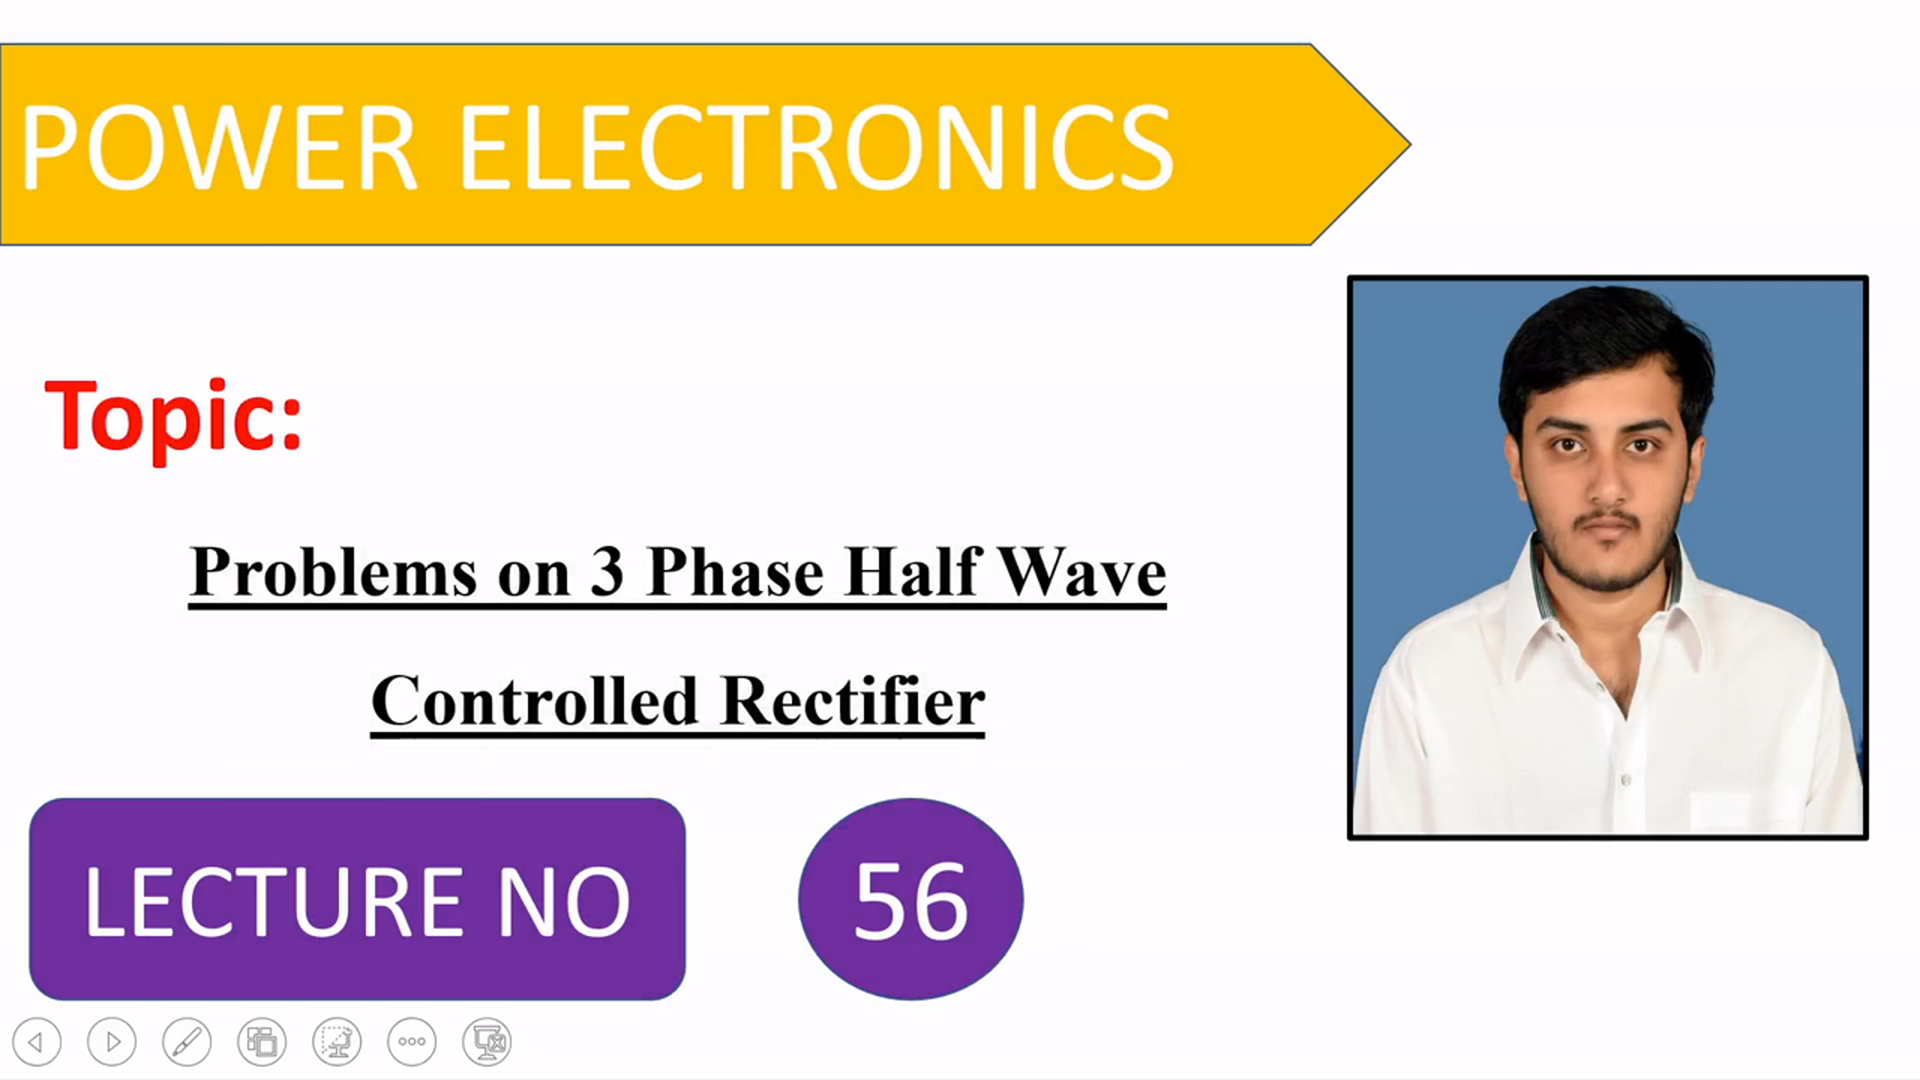 POWER ELECTRONICS
Topic:
Problems on 3 Phase Half Wave
Controlled Rectifier
LECTURE NO
56